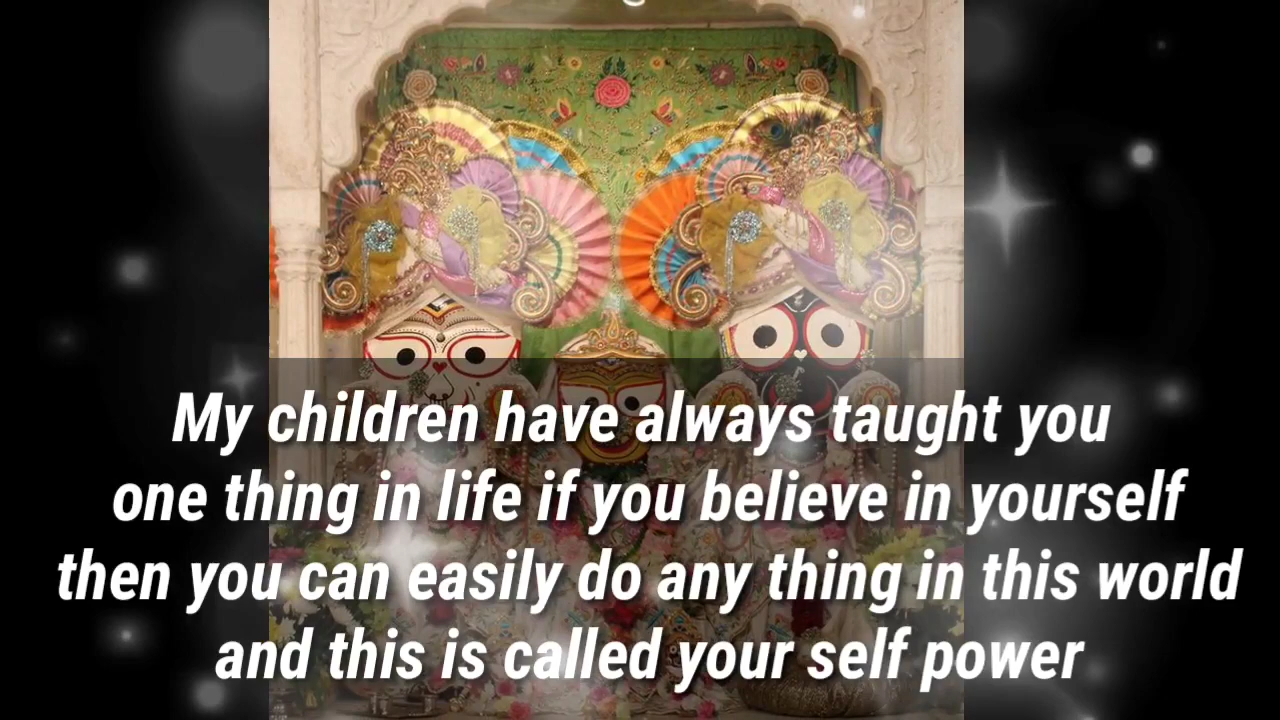 My children have always taught you
one thing in life if you believe in yourself
then you can easily do any thing in this world
and this is called your self power